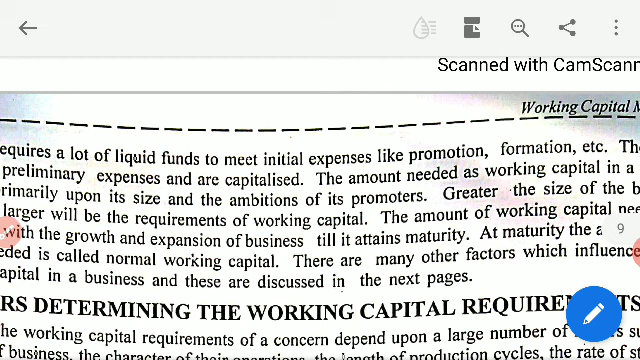 Scanned with CamScann
Working Capital M
equires a lot of liquid funds to meet initial expenses like promotion, formation, etc. Th
preliminary expenses and are capitalised. The amount needed as working capital in a
rimarily upon its size and the ambitions of its promoters. Greater the size of the b
larger will be the requirements of working capital. The amount of working capital nee
with the growth and expansion of business till it attains maturity. At maturity the a
9
eded is called normal working capital. There are many other factors which influence
apital in a business and these are discussed in the next pages.
RS DETERMINING THE WORKING CAPITAL REQUIREMENTS
he working capital requirements of a concern depend upon a large number of su
f business, the character of their operations, the length of production cycles, the rate of